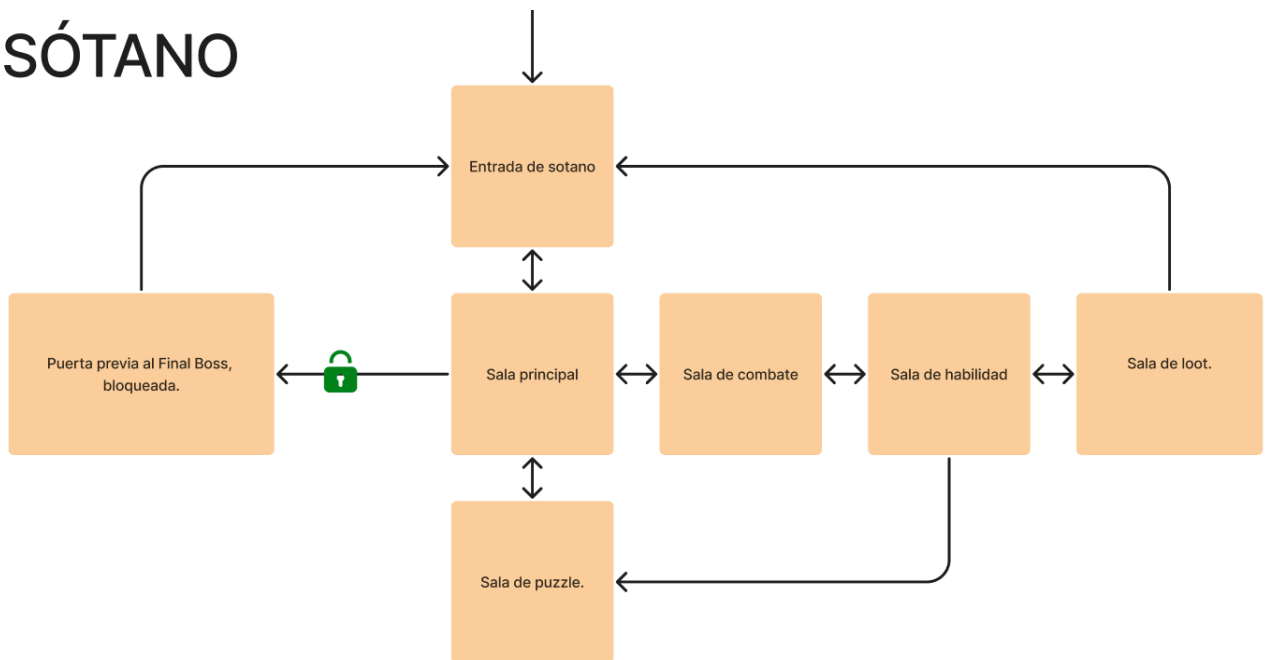 SÓTANO
Entrada de sotano
Puerta previa al Final Boss,
bloqueada.
Sala principal
Sala de combate
Sala de habilidad
Sala de loot.
Sala de puzzle.